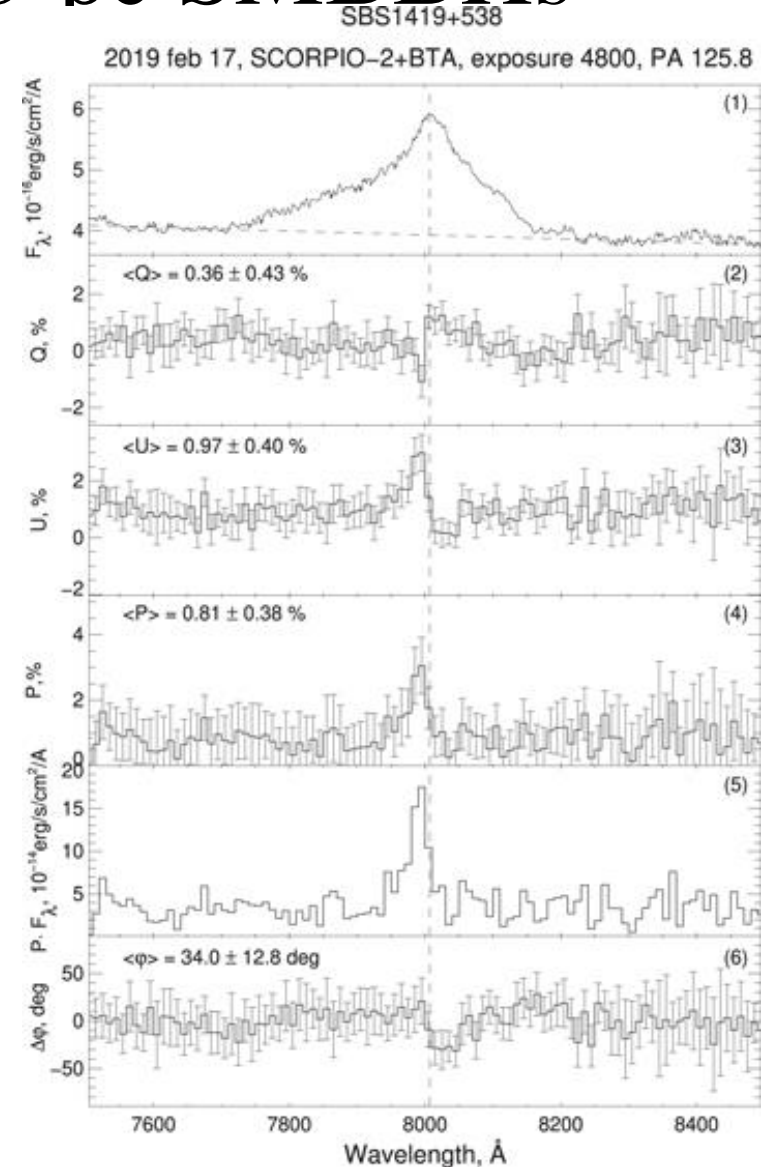 be SMBBHs
SBS1419+538
2019 feb 17, SCORPIO−2+BTA, exposure 4800, PA 125.8
(1)
F_λ, 10⁻¹⁶erg/s/cm²/A
6
5
4
<Q> = 0.36 ± 0.43 %
(2)
Q, %
2
0
−2
<U> = 0.97 ± 0.40 %
(3)
U, %
2
0
−2
<P> = 0.81 ± 0.38 %
(4)
P,%
4
2
0
(5)
P· F_λ, 10⁻¹⁴erg/s/cm²/A
20
15
10
5
<φ> = 34.0 ± 12.8 deg
(6)
Δφ, deg
50
0
−50
7600 7800 8000 8200 8400
Wavelength, Å